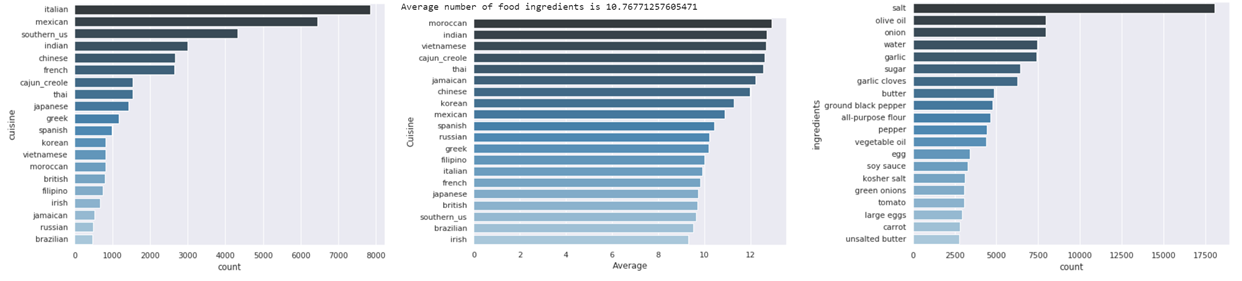 italian
mexican
southern_us
indian
chinese
french
cajun_creole
thai
japanese
greek
spanish
korean
vietnamese
moroccan
british
filipino
irish
jamaican
russian
brazilian
cuisine
0 1000 2000 3000 4000 5000 6000 7000 8000
count
Average number of food ingredients is 10.76771257605471
moroccan
indian
vietnamese
cajun_creole
thai
jamaican
chinese
korean
mexican
spanish
russian
greek
filipino
italian
french
japanese
british
southern_us
brazilian
irish
Cuisine
0 2 4 6 8 10 12
Average
salt
olive oil
onion
water
garlic
sugar
garlic cloves
butter
ground black pepper
all-purpose flour
pepper
vegetable oil
egg
soy sauce
kosher salt
green onions
tomato
large eggs
carrot
unsalted butter
ingredients
0 2500 5000 7500 10000 12500 15000 17500
count